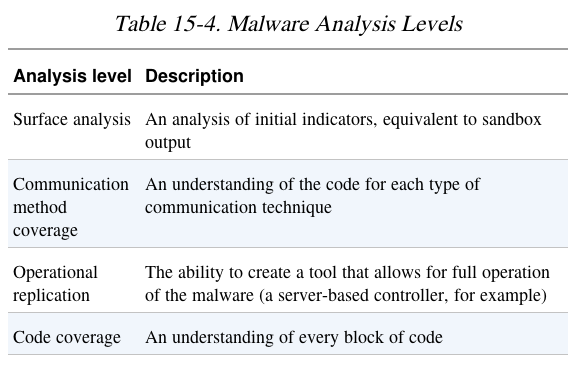 Table 15-4. Malware Analysis Levels
Analysis level Description
Surface analysis An analysis of initial indicators, equivalent to sandbox
output
Communication An understanding of the code for each type of
method communication technique
coverage
Operational The ability to create a tool that allows for full operation
replication of the malware (a server-based controller, for example)
Code coverage An understanding of every block of code